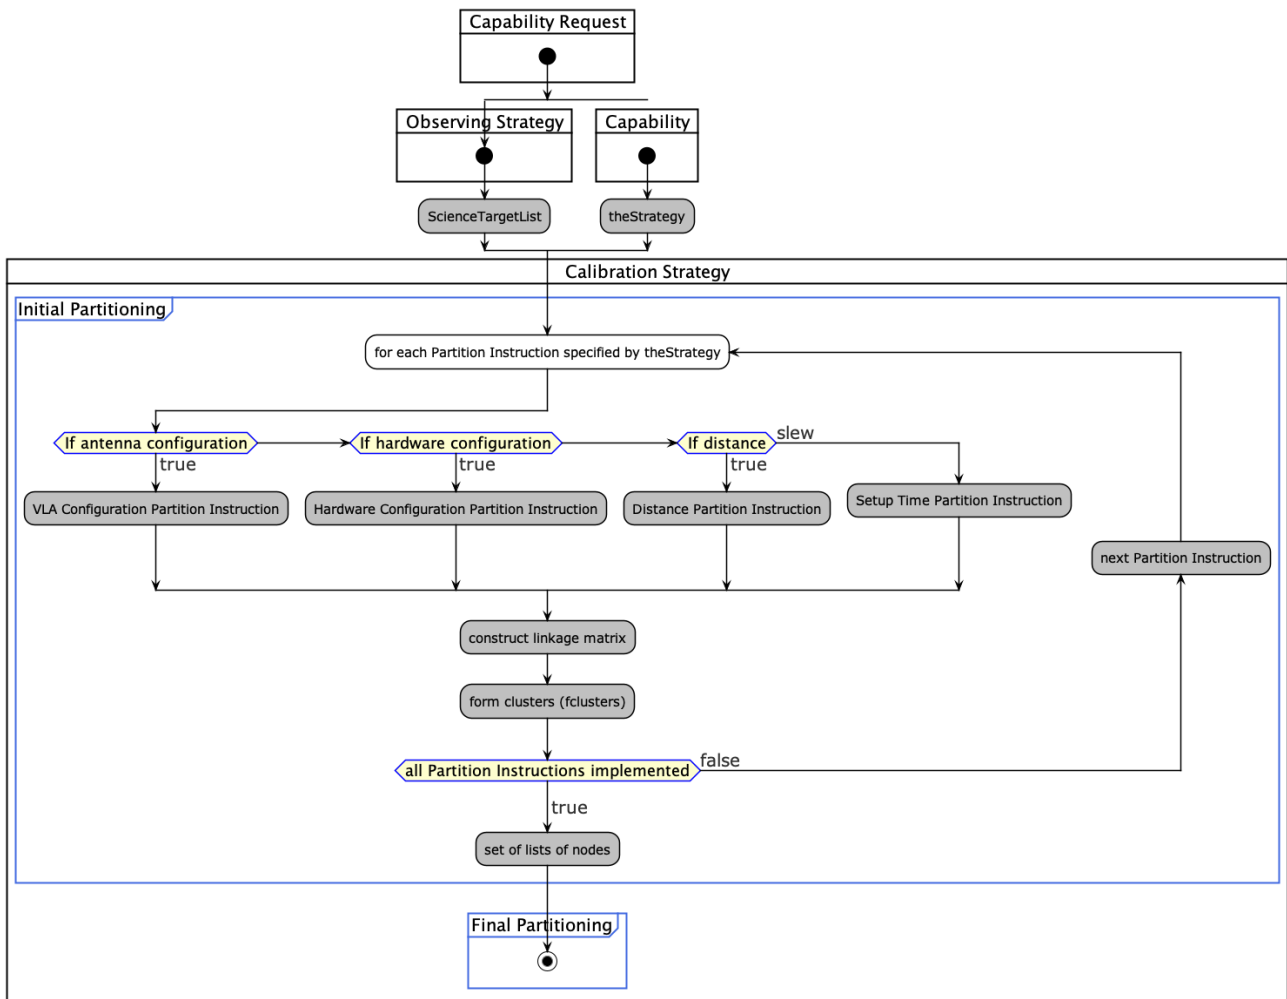 Capability Request
Observing Strategy
Capability
ScienceTargetList
theStrategy
Calibration Strategy
Initial Partitioning
for each Partition Instruction specified by theStrategy
If antenna configuration
If hardware configuration
If distance
slew
true
true
true
VLA Configuration Partition Instruction
Hardware Configuration Partition Instruction
Distance Partition Instruction
Setup Time Partition Instruction
next Partition Instruction
construct linkage matrix
form clusters (fclusters)
all Partition Instructions implemented
false
true
set of lists of nodes
Final Partitioning